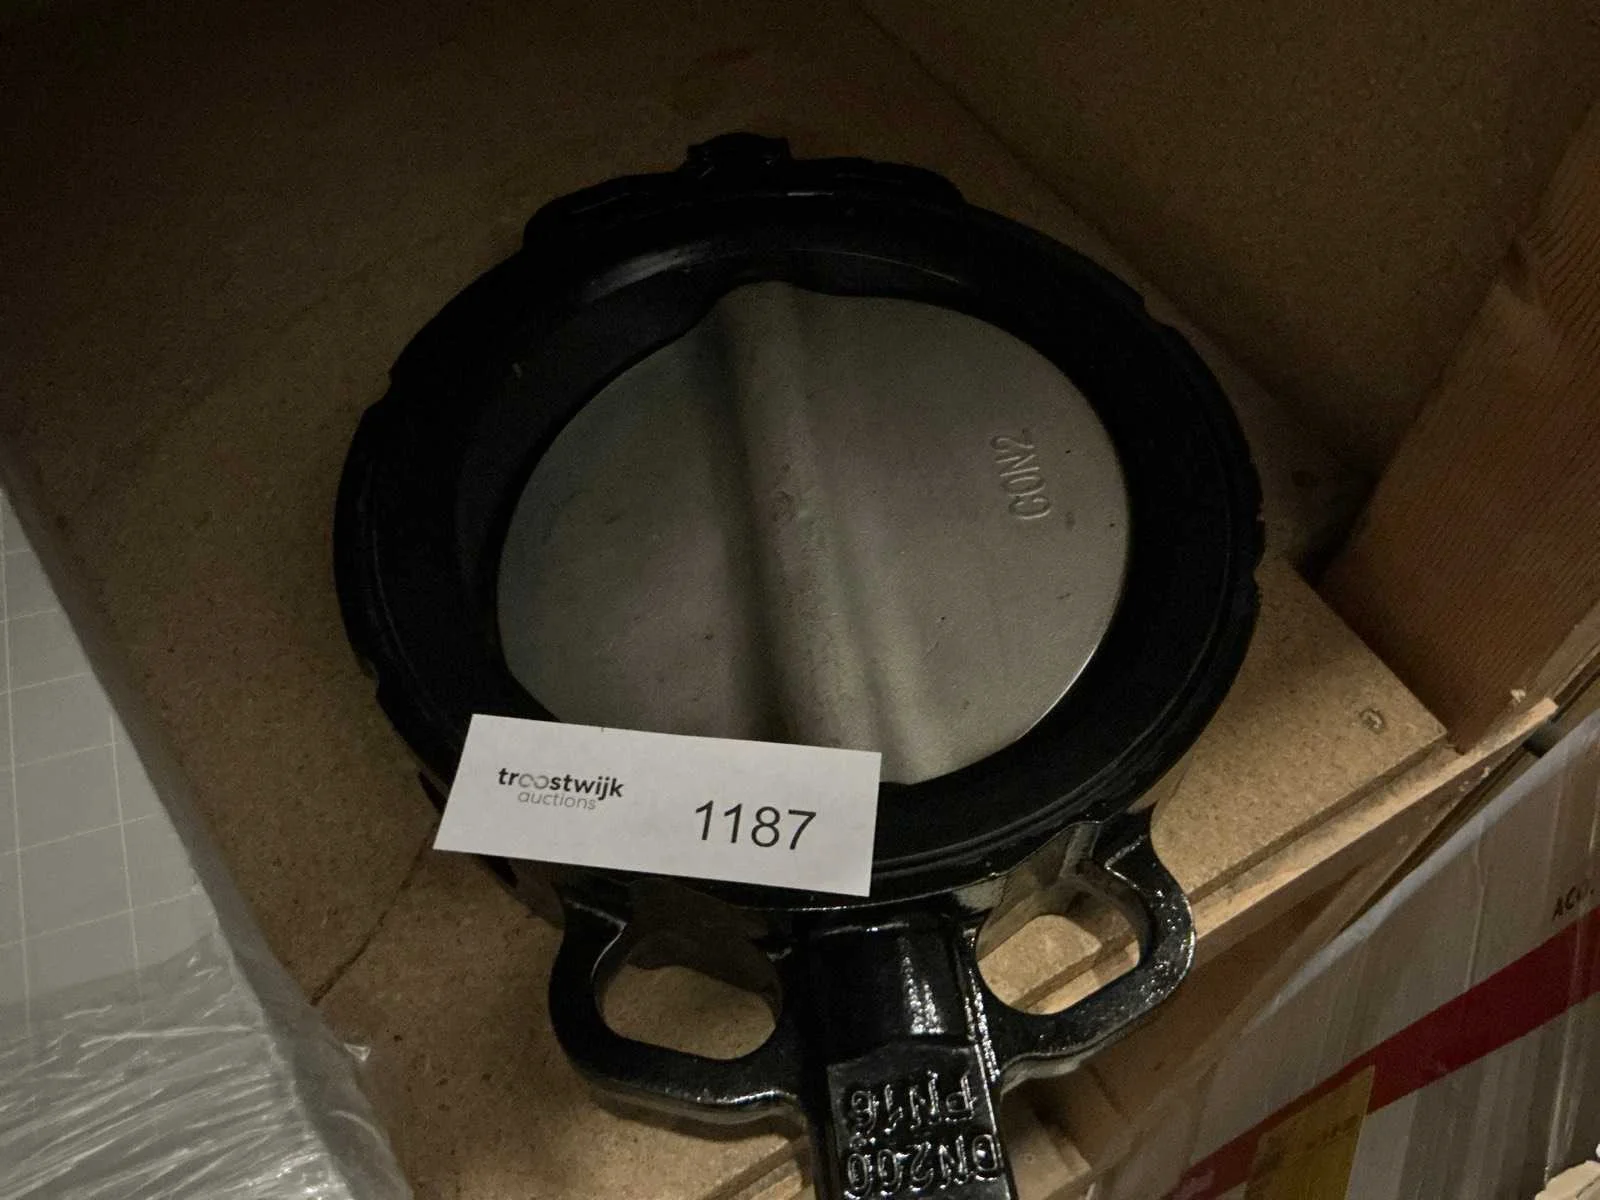 CON2
troostwijk
auctions
1187
PN16
DN200